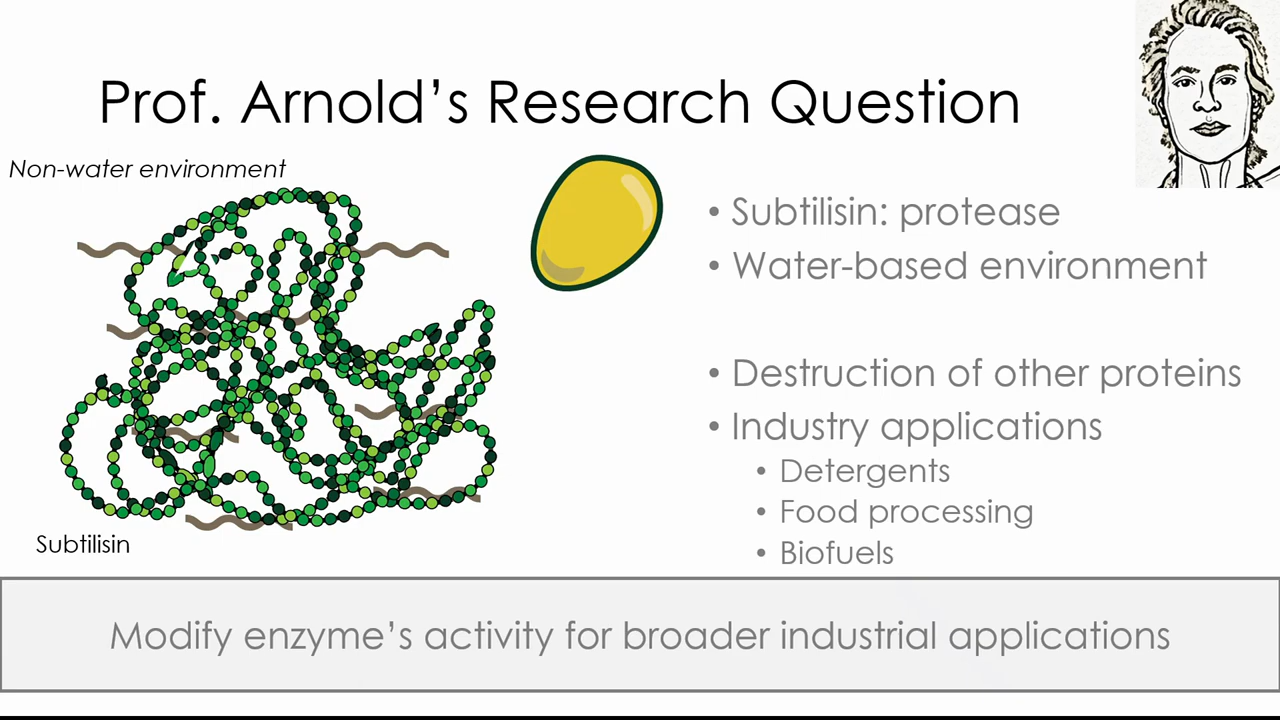 Prof. Arnold's Research Question
Non-water environment
• Subtilisin: protease
• Water-based environment
• Destruction of other proteins
• Industry applications
• Detergents
• Food processing
• Biofuels
Subtilisin
Modify enzyme's activity for broader industrial applications